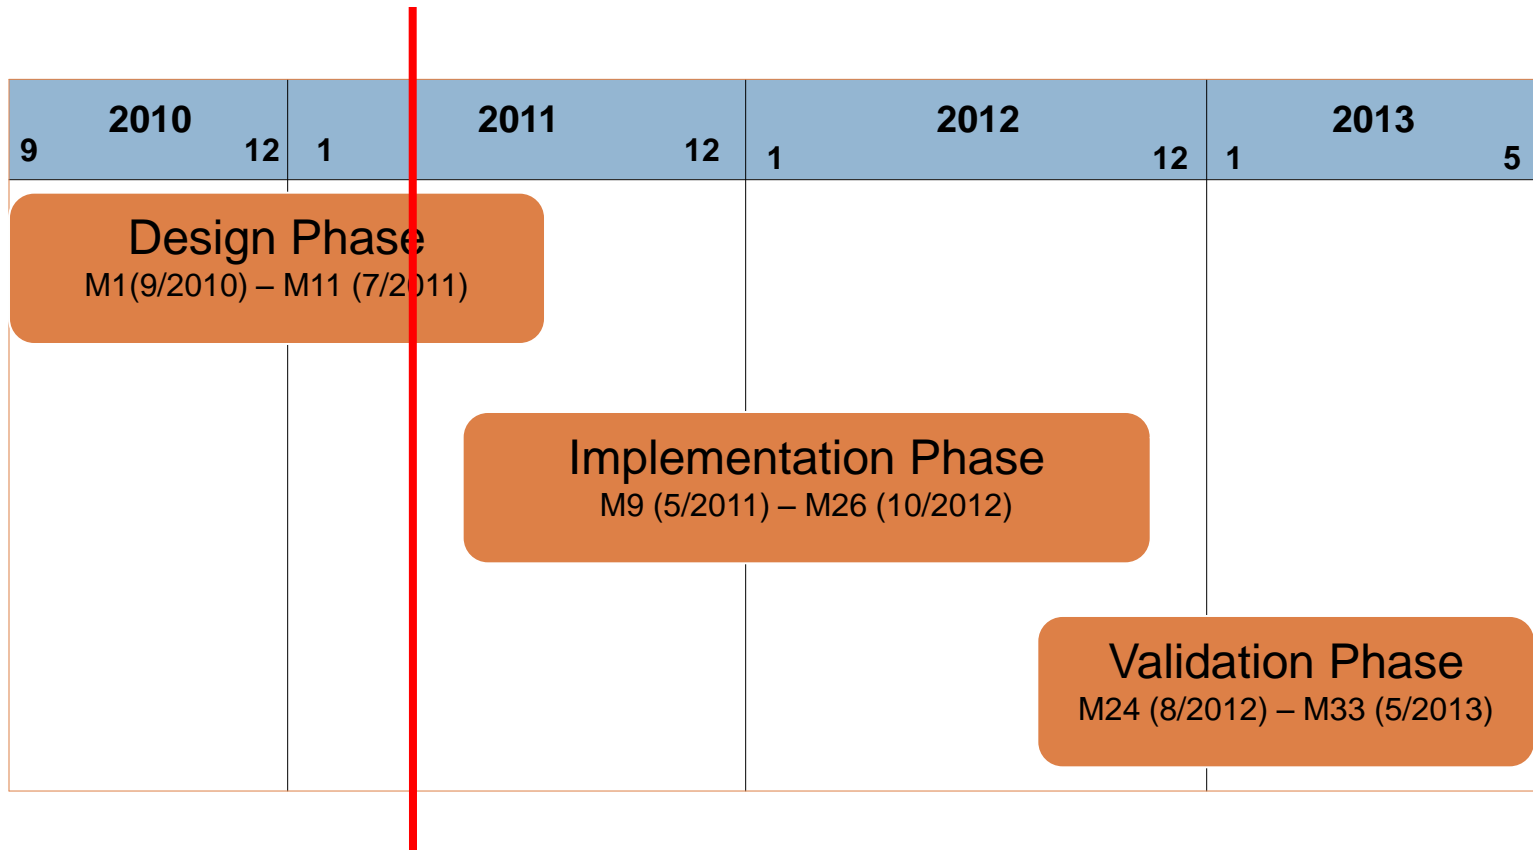 2010 2011 2012 2013
9 12 1 12 1 12 1 5
Design Phase
M1(9/2010) – M11 (7/2011)
Implementation Phase
M9 (5/2011) – M26 (10/2012)
Validation Phase
M24 (8/2012) – M33 (5/2013)